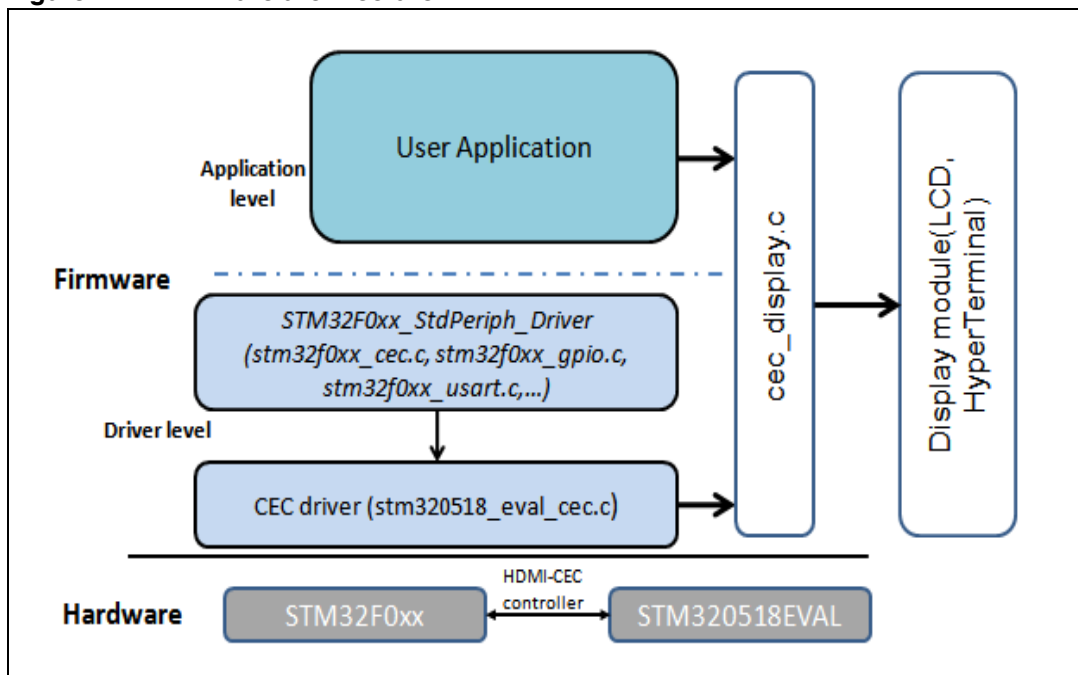 User Application
Application
level
Firmware
STM32F0xx_StdPeriph_Driver
(stm32f0xx_cec.c, stm32f0xx_gpio.c,
stm32f0xx_usart.c,...)
Driver level
CEC driver (stm320518_eval_cec.c)
cec_display.c
Display module(LCD,
HyperTerminal)
Hardware
STM32F0xx
HDMI-CEC
controller
STM320518EVAL